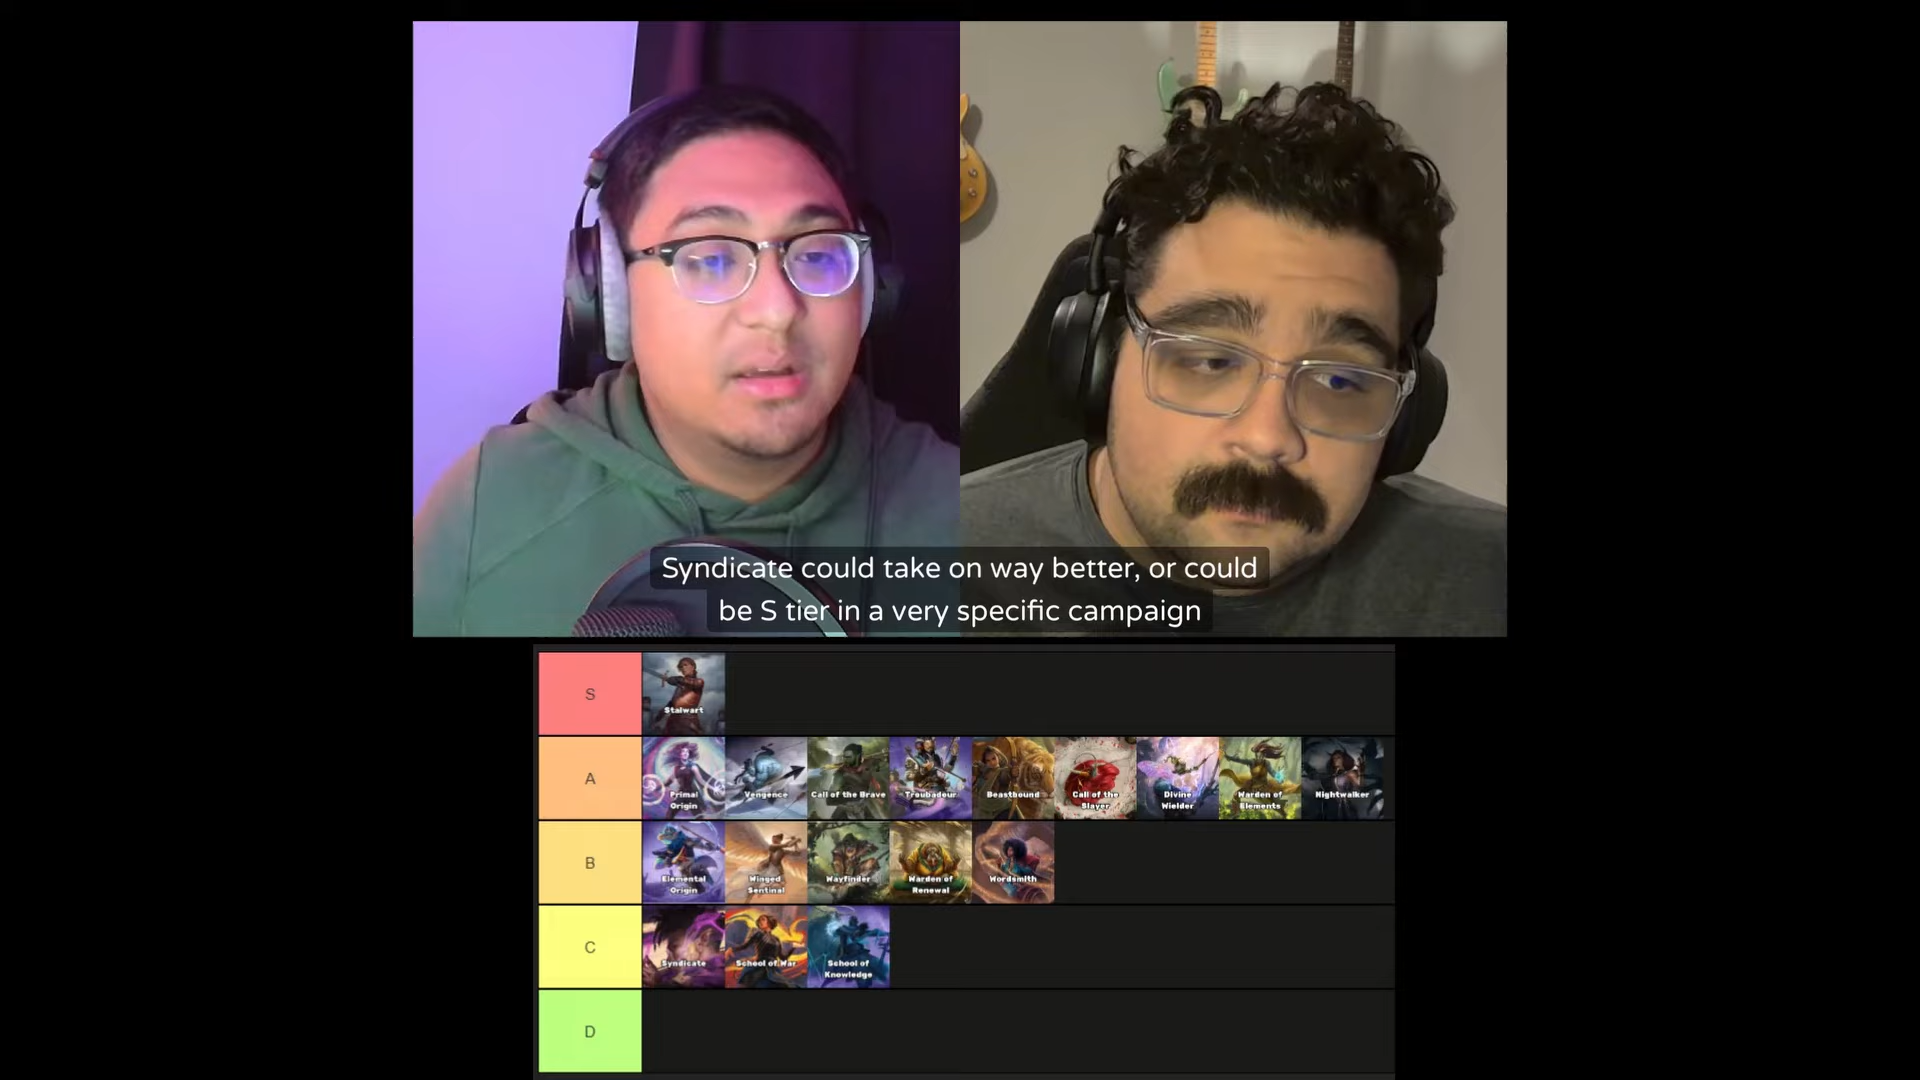 Syndicate could take on way better, or could
be S tier in a very specific campaign
S
Stalwart
A
Primal
Origin
Vengence
Call of the Brave
Troubadour
Beastbound
Call of the
Slayer
Divine
Wielder
Warden of
Elements
Nightwalker
B
Elemental
Origin
Winged
Sentinal
Wayfinder
Warden of
Renewal
Wordsmith
C
Syndicate
School of War
School of
Knowledge
D